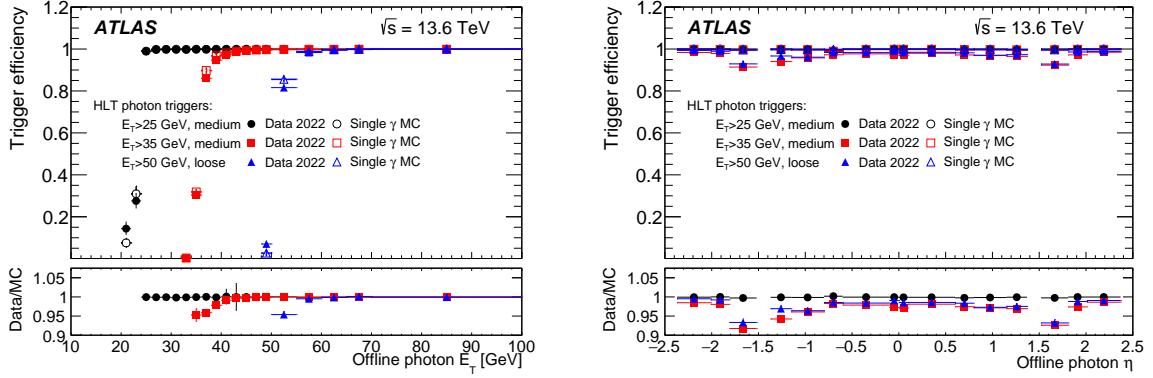 ATLAS √s = 13.6 TeV
Trigger efficiency
1.2
1
0.8
0.6
0.4
0.2
HLT photon triggers:
E_T>25 GeV, medium Data 2022 Single γ MC
E_T>35 GeV, medium Data 2022 Single γ MC
E_T>50 GeV, loose Data 2022 Single γ MC
Data/MC
1.05
1
0.95
0.9
10 20 30 40 50 60 70 80 90 100
Offline photon E_T [GeV]
ATLAS √s = 13.6 TeV
Trigger efficiency
1.2
1
0.8
0.6
0.4
0.2
HLT photon triggers:
E_T>25 GeV, medium Data 2022 Single γ MC
E_T>35 GeV, medium Data 2022 Single γ MC
E_T>50 GeV, loose Data 2022 Single γ MC
Data/MC
1.05
1
0.95
0.9
−2.5 −2 −1.5 −1 −0.5 0 0.5 1 1.5 2 2.5
Offline photon η